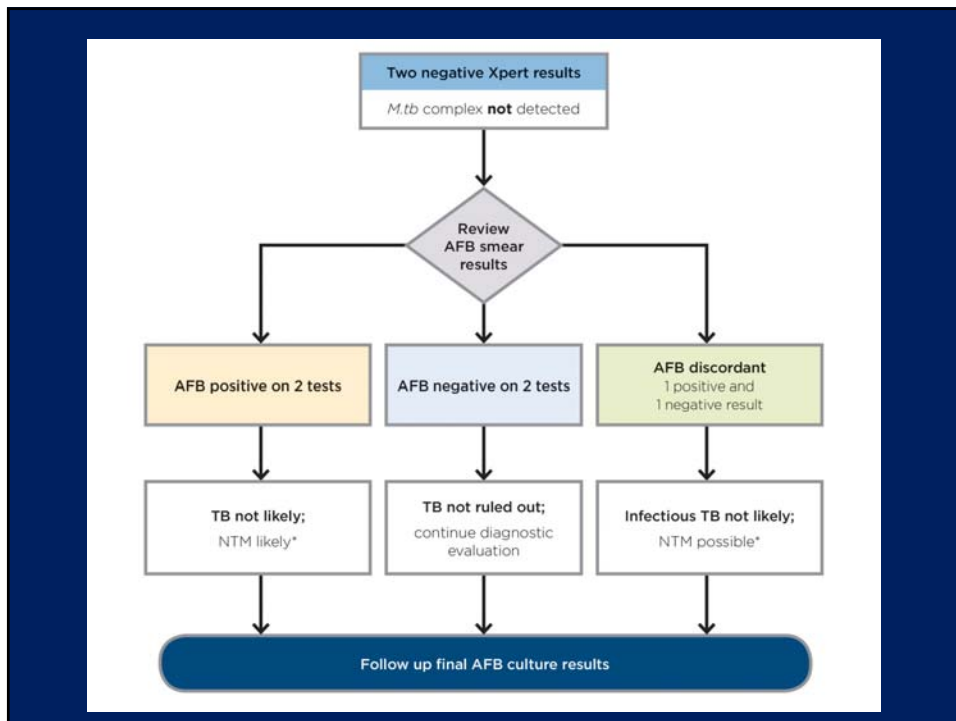 Two negative Xpert results
M.tb complex not detected
Review
AFB smear
results
AFB positive on 2 tests
AFB negative on 2 tests
AFB discordant
1 positive and
1 negative result
TB not likely;
NTM likely*
TB not ruled out;
continue diagnostic
evaluation
Infectious TB not likely;
NTM possible*
Follow up final AFB culture results